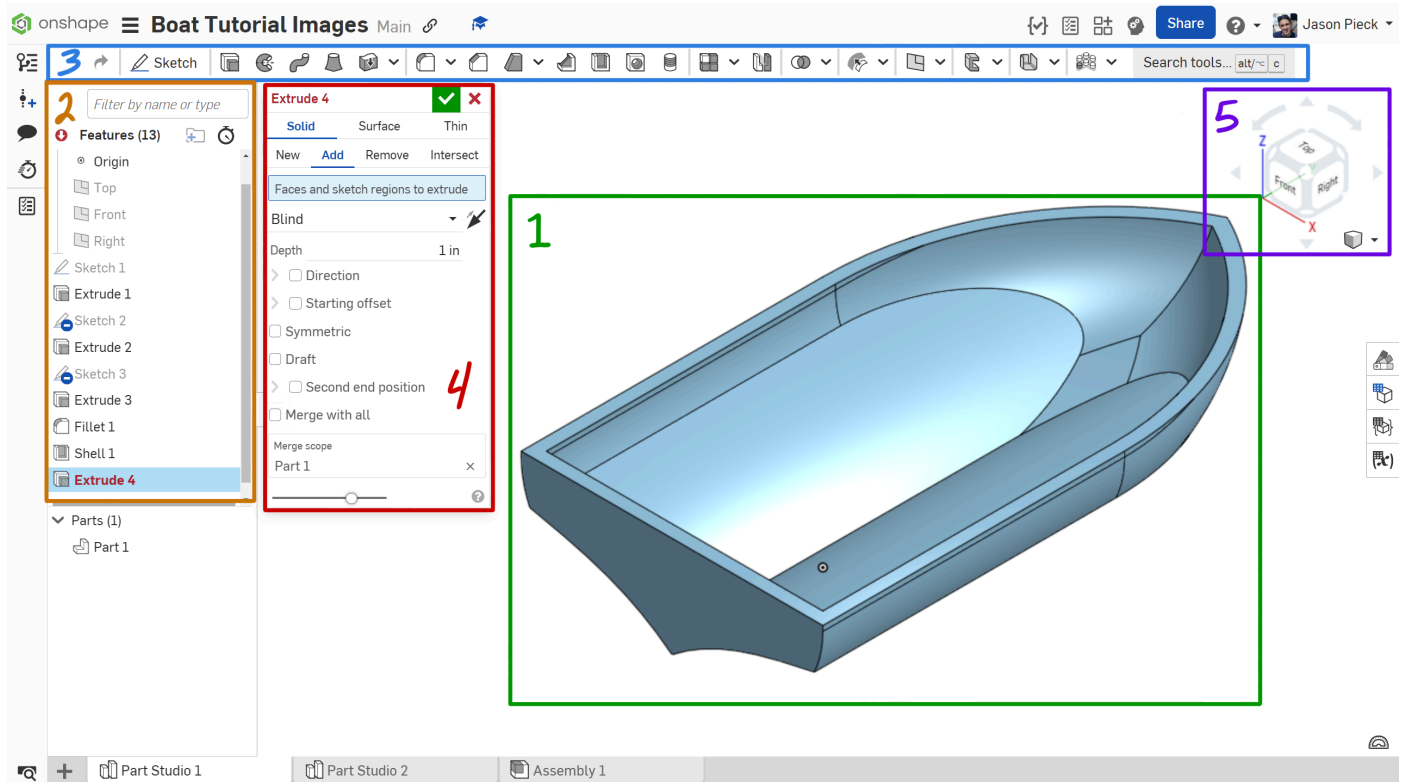 onshape Boat Tutorial Images Main Share Jason Pieck
3 Sketch Search tools... alt/⌥ c
2 Filter by name or type
Features (13)
Origin
Top
Front
Right
Sketch 1
Extrude 1
Sketch 2
Extrude 2
Sketch 3
Extrude 3
Fillet 1
Shell 1
Extrude 4
Parts (1)
Part 1
Extrude 4
Solid Surface Thin
New Add Remove Intersect
Faces and sketch regions to extrude
Blind
Depth 1 in
Direction
Starting offset
Symmetric
Draft
Second end position
Merge with all
4
Merge scope
Part 1
1
5
Z
Top
Y
Front Right
X
(x)
Part Studio 1 Part Studio 2 Assembly 1